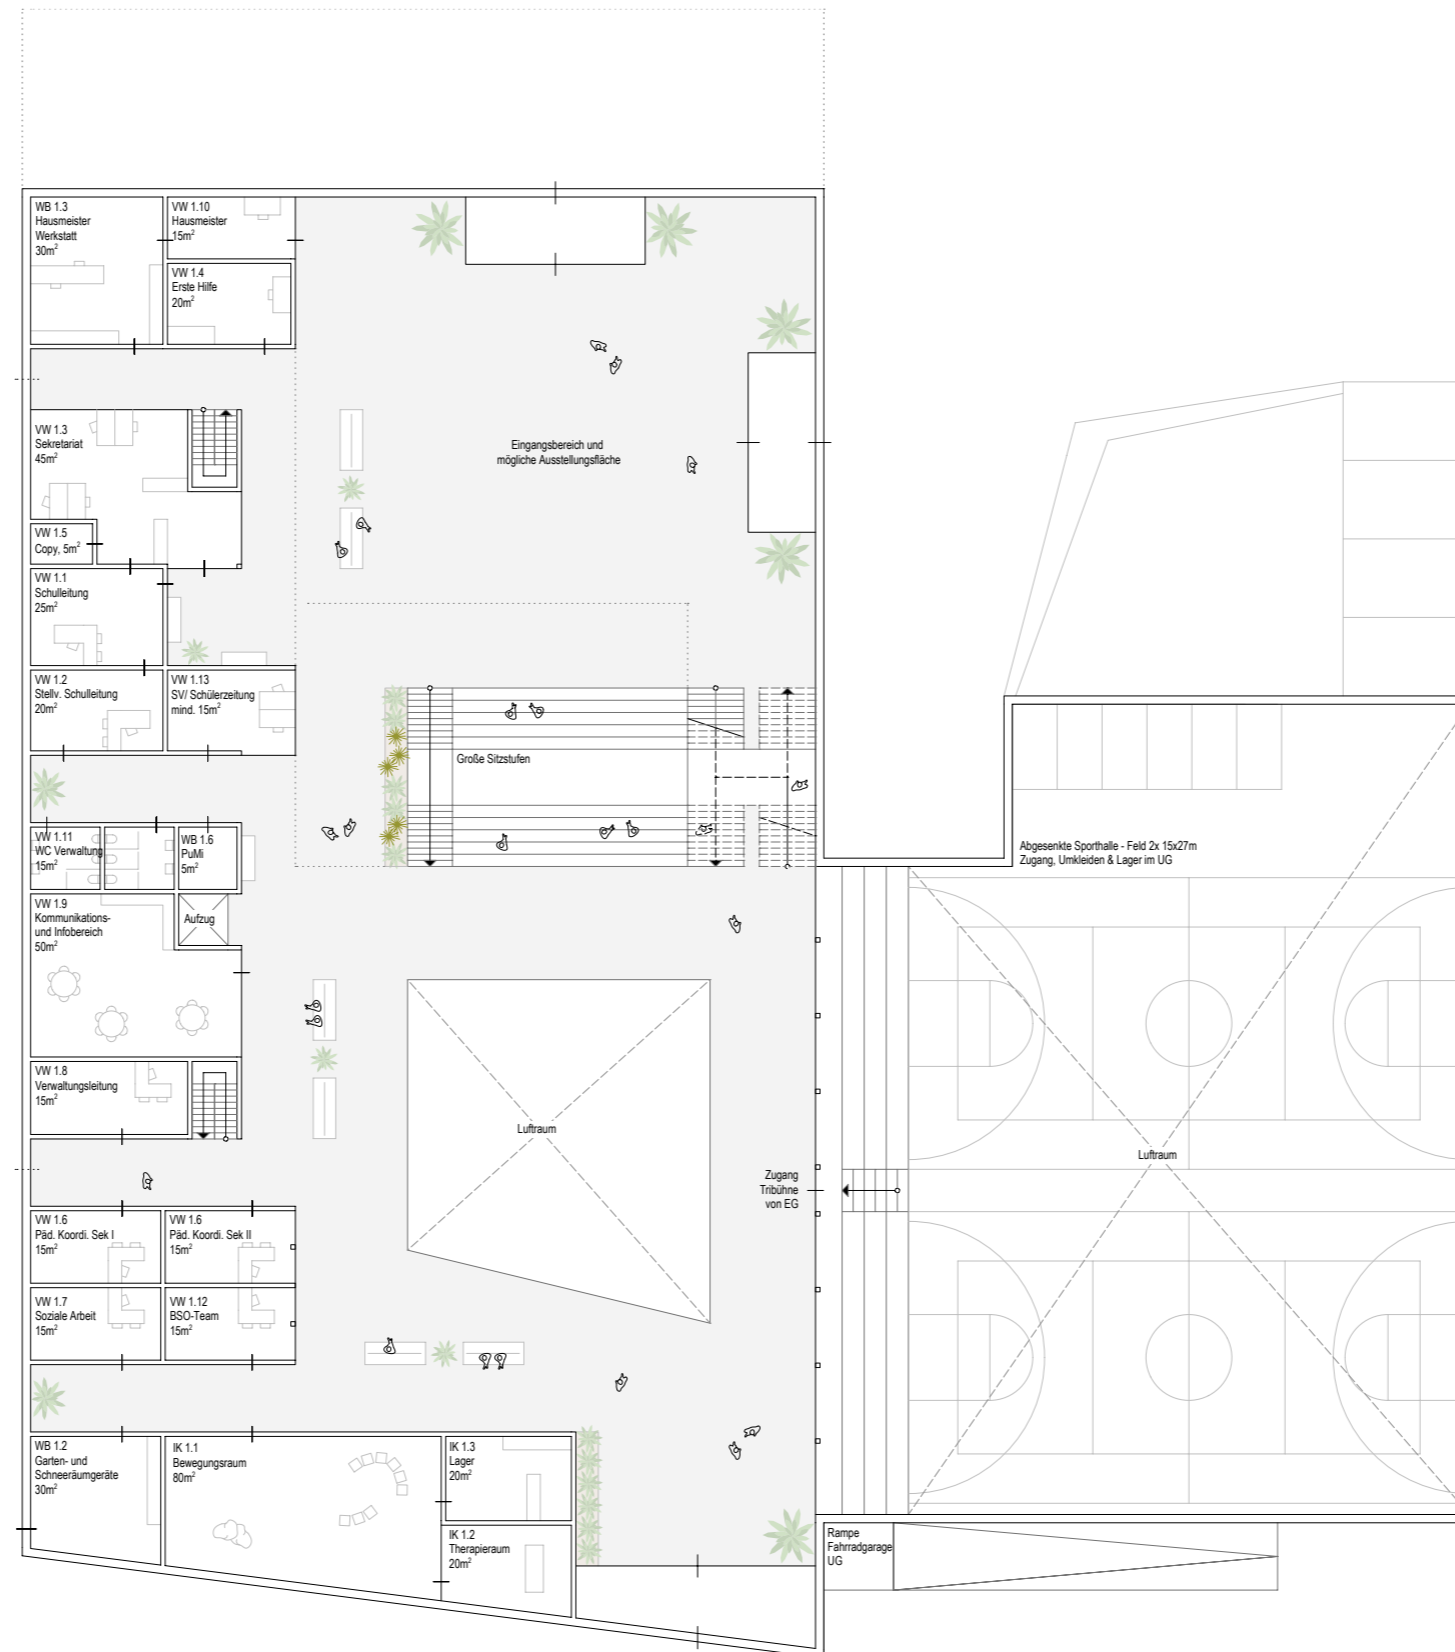 WB 1.3
Hausmeister
Werkstatt
30m²
VW 1.10
Hausmeister
15m²
VW 1.4
Erste Hilfe
20m²
VW 1.3
Sekretariat
45m²
Eingangsbereich und
mögliche Ausstellungsfläche
VW 1.5
Copy, 5m²
VW 1.1
Schulleitung
25m²
VW 1.2
Stellv. Schulleitung
20m²
VW 1.13
SV/ Schülerzeitung
mind. 15m²
Große Sitzstufen
VW 1.11
WC Verwaltung
15m²
WB 1.6
PuMi
5m²
Abgesenkte Sporthalle - Feld 2x 15x27m
Zugang, Umkleiden & Lager im UG
VW 1.9
Kommunikations-
und Infobereich
50m²
Aufzug
VW 1.8
Verwaltungsleitung
15m²
Luftraum
Luftraum
Zugang
Tribühne
von EG
VW 1.6
Päd. Koordi. Sek I
15m²
VW 1.6
Päd. Koordi. Sek II
15m²
VW 1.7
Soziale Arbeit
15m²
VW 1.12
BSO-Team
15m²
WB 1.2
Garten- und
Schneeräumgeräte
30m²
IK 1.1
Bewegungsraum
80m²
IK 1.3
Lager
20m²
IK 1.2
Therapieraum
20m²
Rampe
Fahrradgarage
UG